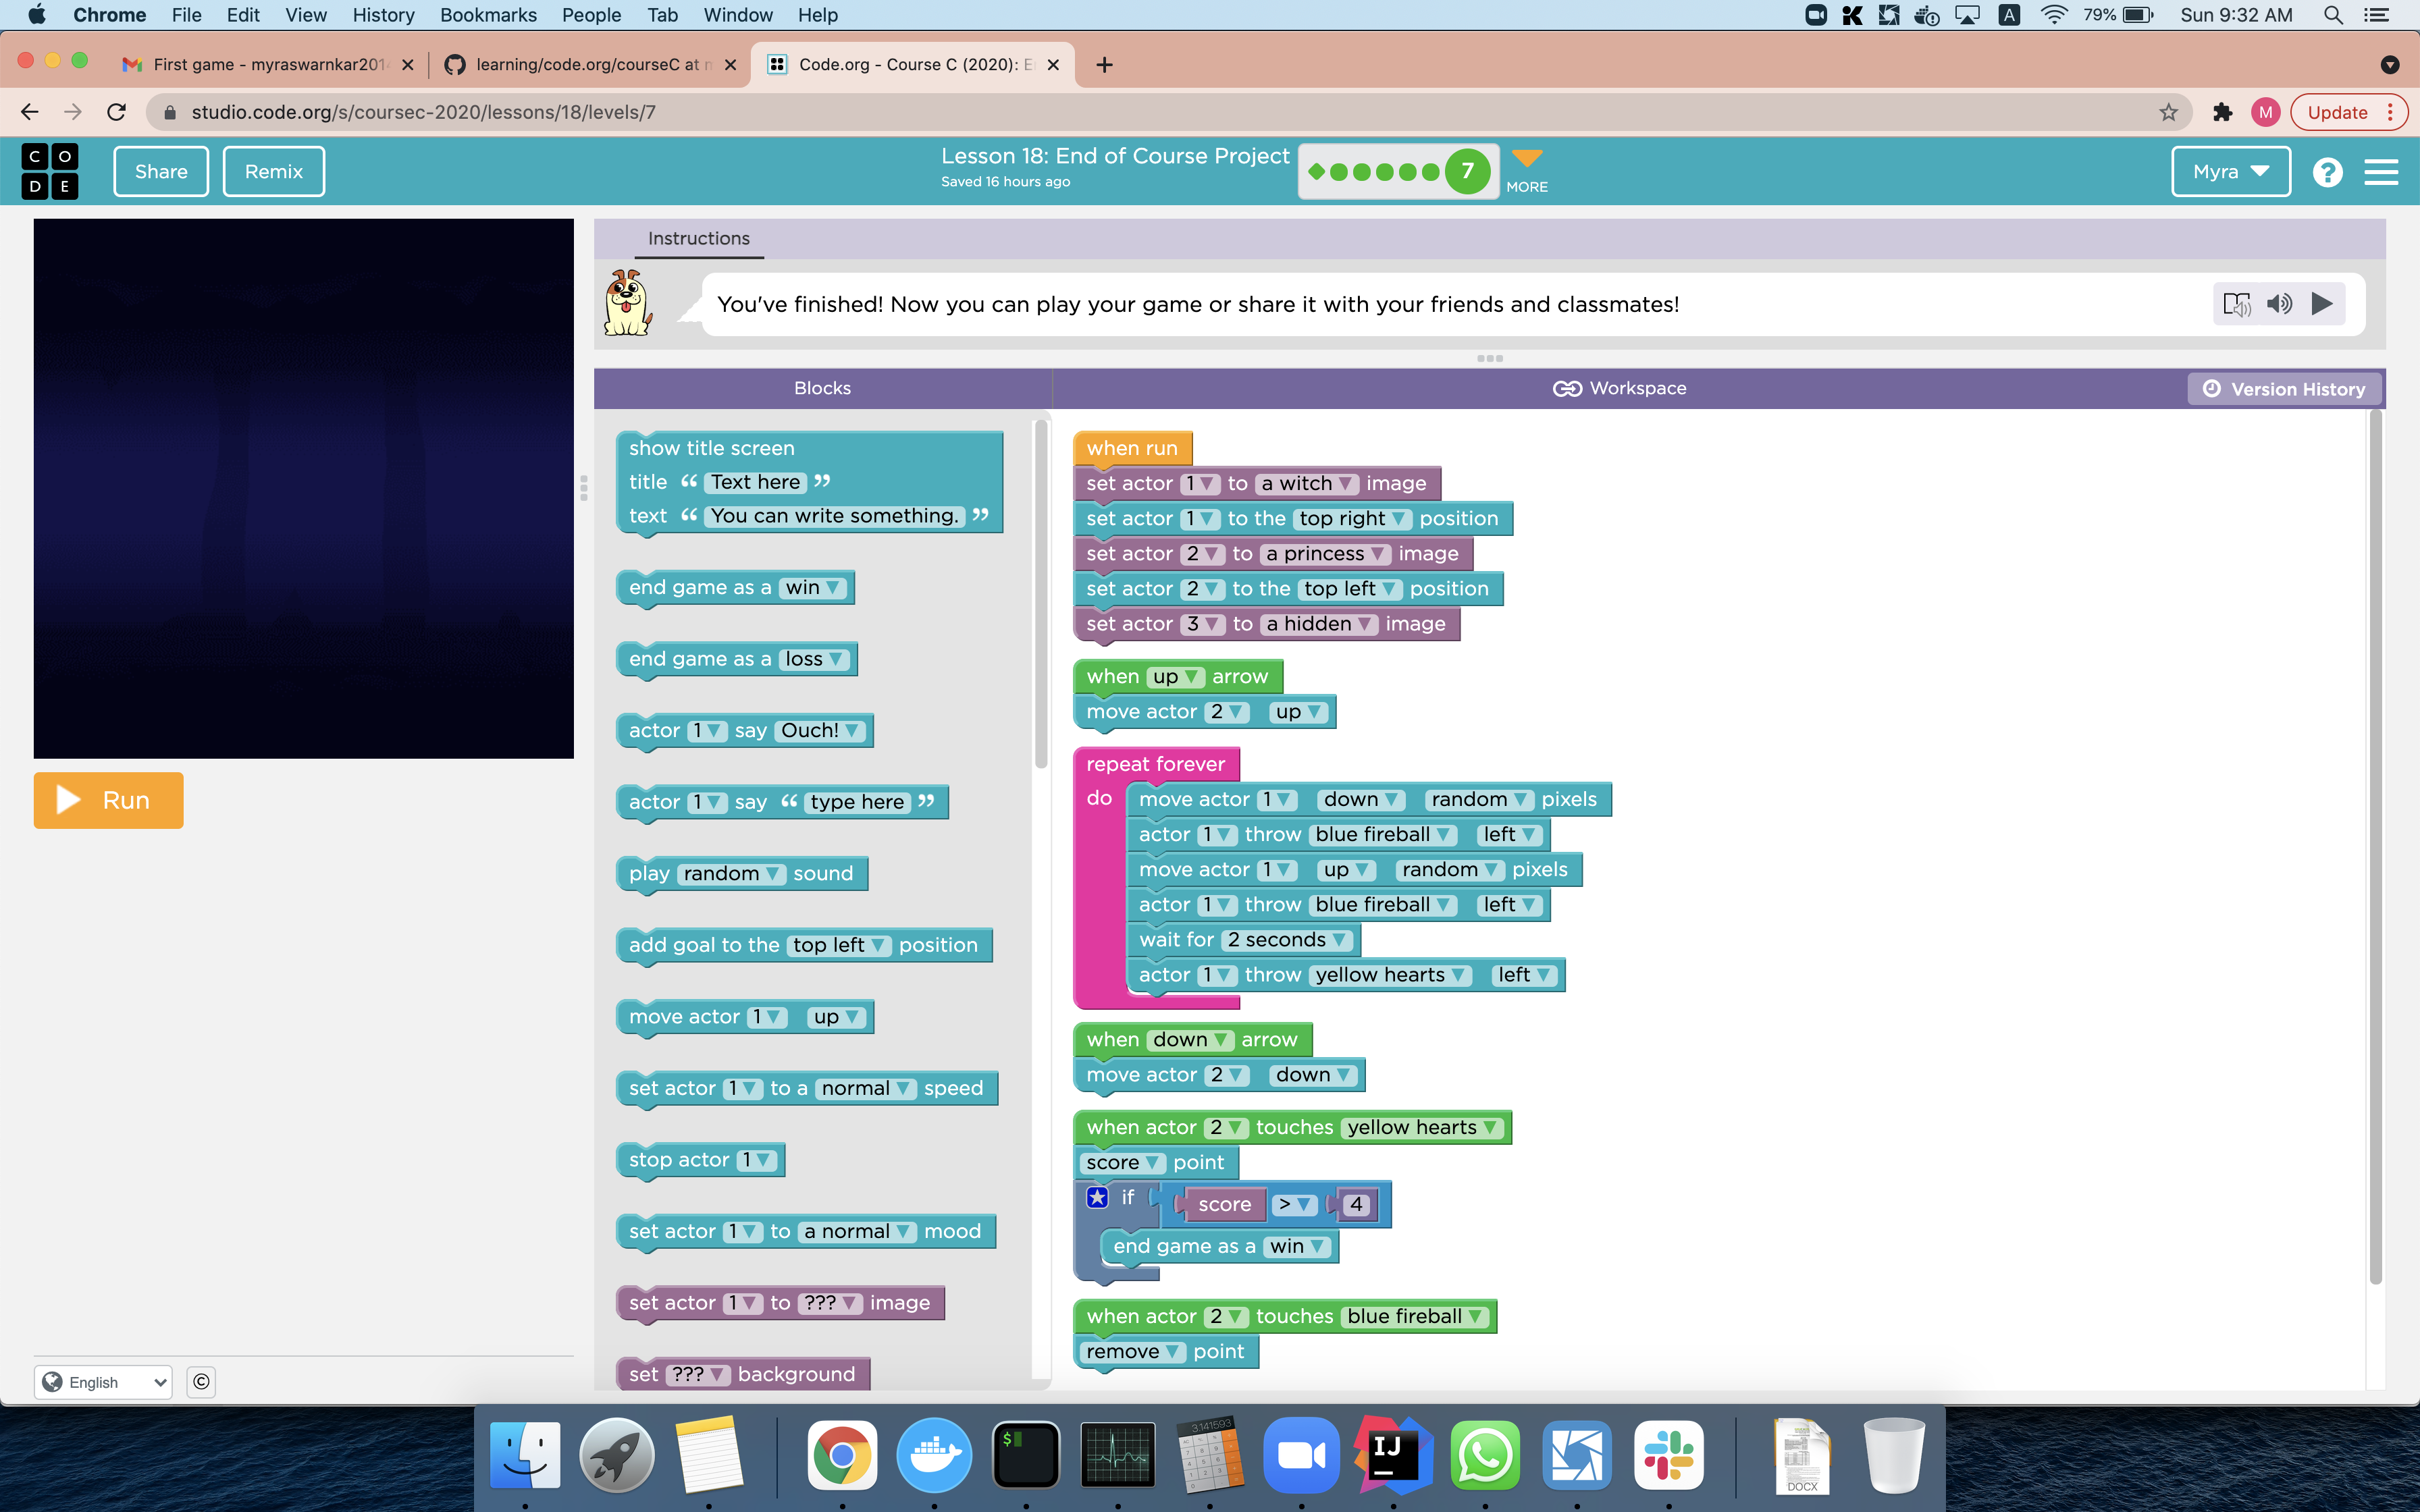 Chrome File Edit View History Bookmarks People Tab Window Help
A 79% Sun 9:32 AM
First game - myraswarnkar201
learning/code.org/courseC at m
Code.org - Course C (2020): E
studio.code.org/s/coursec-2020/lessons/18/levels/7
M Update
C O
D E
Share
Remix
Lesson 18: End of Course Project
Saved 16 hours ago
7
MORE
Myra
?
Instructions
You've finished! Now you can play your game or share it with your friends and classmates!
Blocks
Workspace
Version History
Run
English
©
show title screen
title “ Text here ”
text “ You can write something. ”
end game as a win
end game as a loss
actor 1 say Ouch!
actor 1 say “ type here ”
play random sound
add goal to the top left position
move actor 1 up
set actor 1 to a normal speed
stop actor 1
set actor 1 to a normal mood
set actor 1 to ??? image
set ??? background
when run
set actor 1 to a witch image
set actor 1 to the top right position
set actor 2 to a princess image
set actor 2 to the top left position
set actor 3 to a hidden image
when up arrow
move actor 2 up
repeat forever
do move actor 1 down random pixels
actor 1 throw blue fireball left
move actor 1 up random pixels
actor 1 throw blue fireball left
wait for 2 seconds
actor 1 throw yellow hearts left
when down arrow
move actor 2 down
when actor 2 touches yellow hearts
score point
if score > 4
end game as a win
when actor 2 touches blue fireball
remove point
$
3.141593
IJ
DOCX